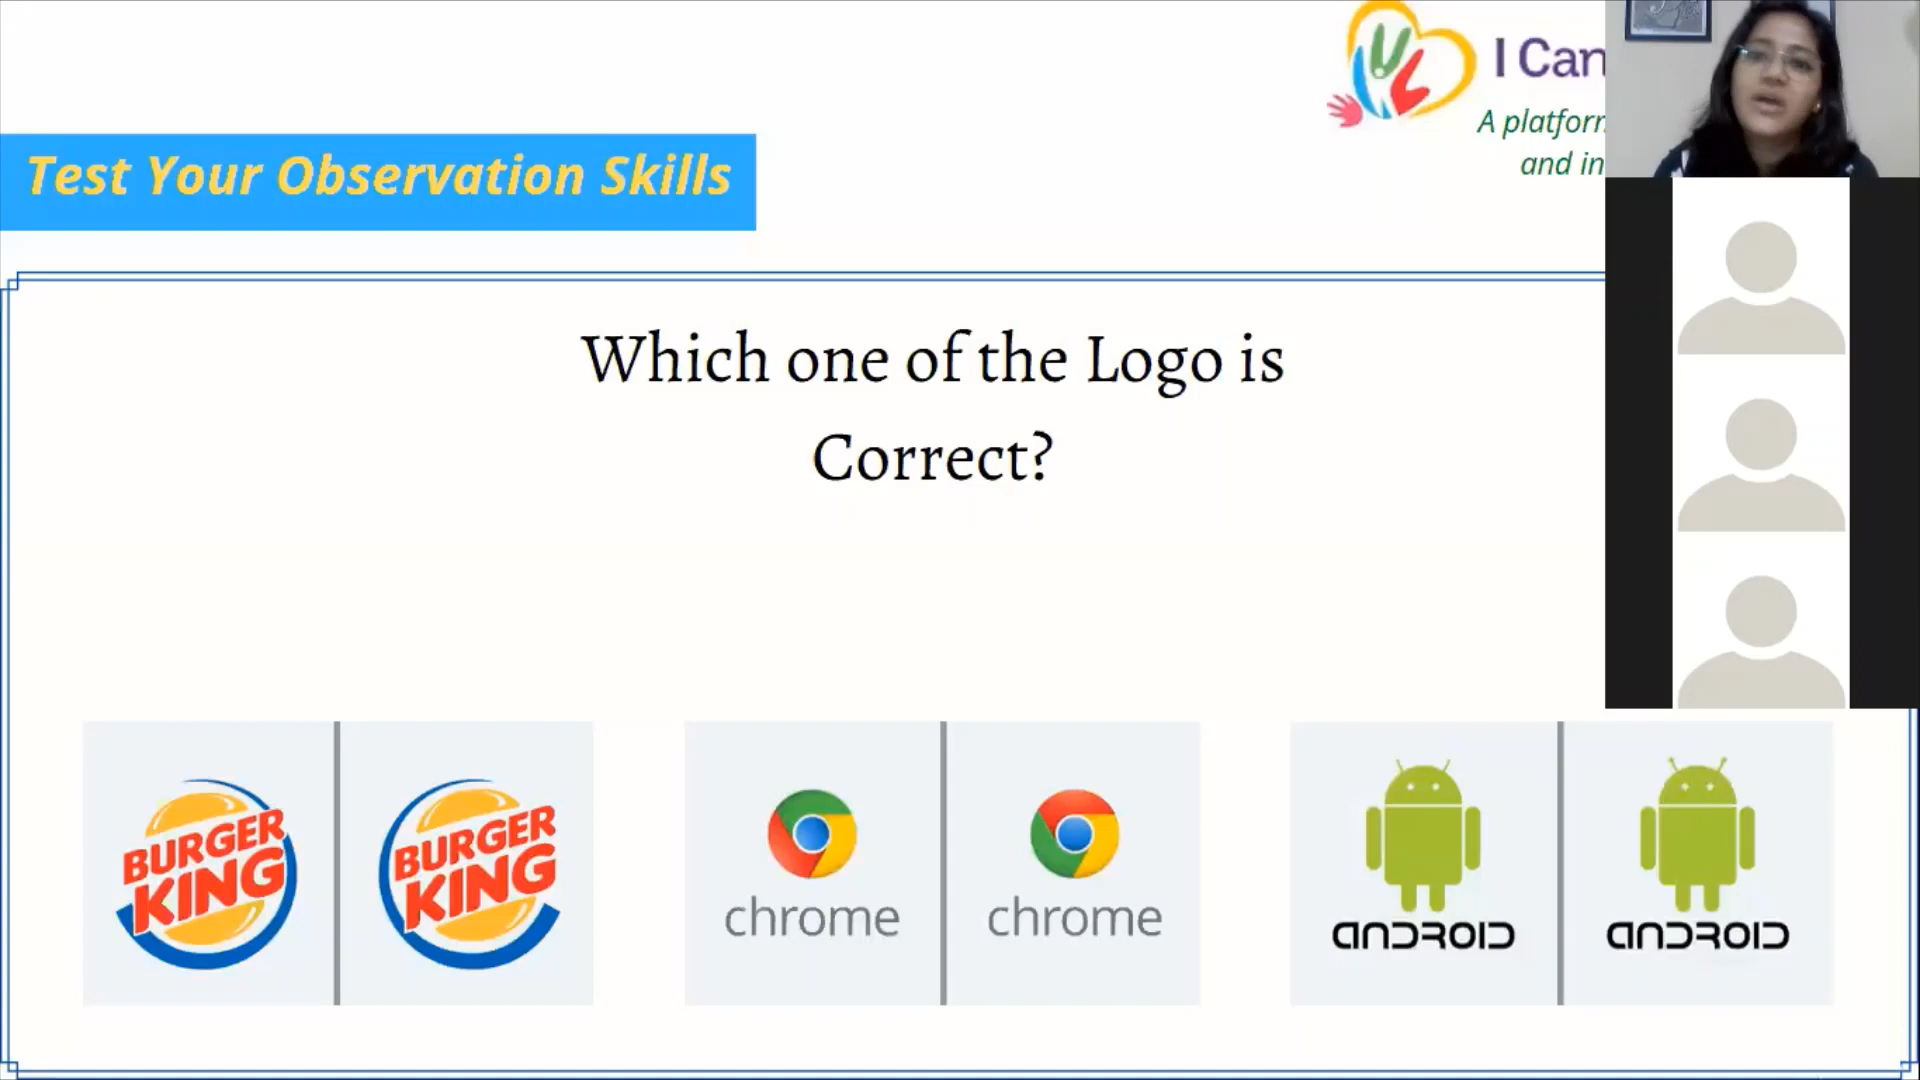 I Can
A platform
and in
Test Your Observation Skills
Which one of the Logo is
Correct?
BURGER
KING
BURGER
KING
chrome
chrome
ANDROID
ANDROID